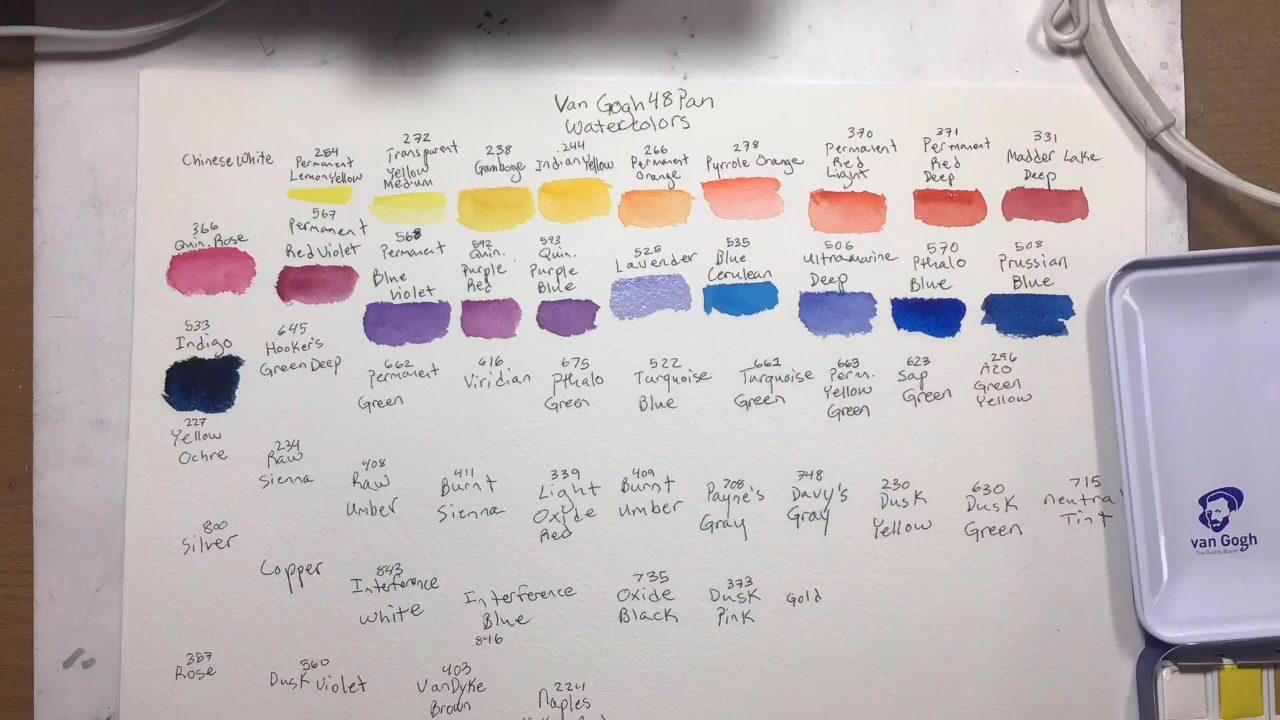 Van Gogh 48 Pan
Watercolors
Chinese White
254
Permanent
Lemon Yellow
272
Transparent
Yellow
Medium
238
Gamboge
244
Indian Yellow
266
Permanent
Orange
278
Pyrrole Orange
370
Permanent
Red
Light
371
Permanent
Red
Deep
331
Madder Lake
Deep
366
Quin. Rose
567
Permanent
Red Violet
568
Permanent
Blue
Violet
592
Quin.
Purple
Red
593
Quin.
Purple
Blue
525
Lavender
535
Blue
Cerulean
506
Ultramarine
Deep
570
Pthalo
Blue
508
Prussian
Blue
533
Indigo
645
Hooker's
Green Deep
662
Permanent
Green
616
Viridian
675
Pthalo
Green
522
Turquoise
Blue
661
Turquoise
Green
663
Perm.
Yellow
Green
623
Sap
Green
296
Azo
Green
Yellow
227
Yellow
Ochre
234
Raw
Sienna
408
Raw
Umber
411
Burnt
Sienna
339
Light
Oxide
Red
409
Burnt
Umber
708
Payne's
Gray
348
Davy's
Gray
230
Dusk
Yellow
630
Dusk
Green
715
Neutral
Tint
800
Silver
Copper
843
Interference
White
Interference
Blue
846
735
Oxide
Black
373
Dusk
Pink
Gold
357
Rose
560
Dusk Violet
403
VanDyke
Brown
224
Naples
van Gogh